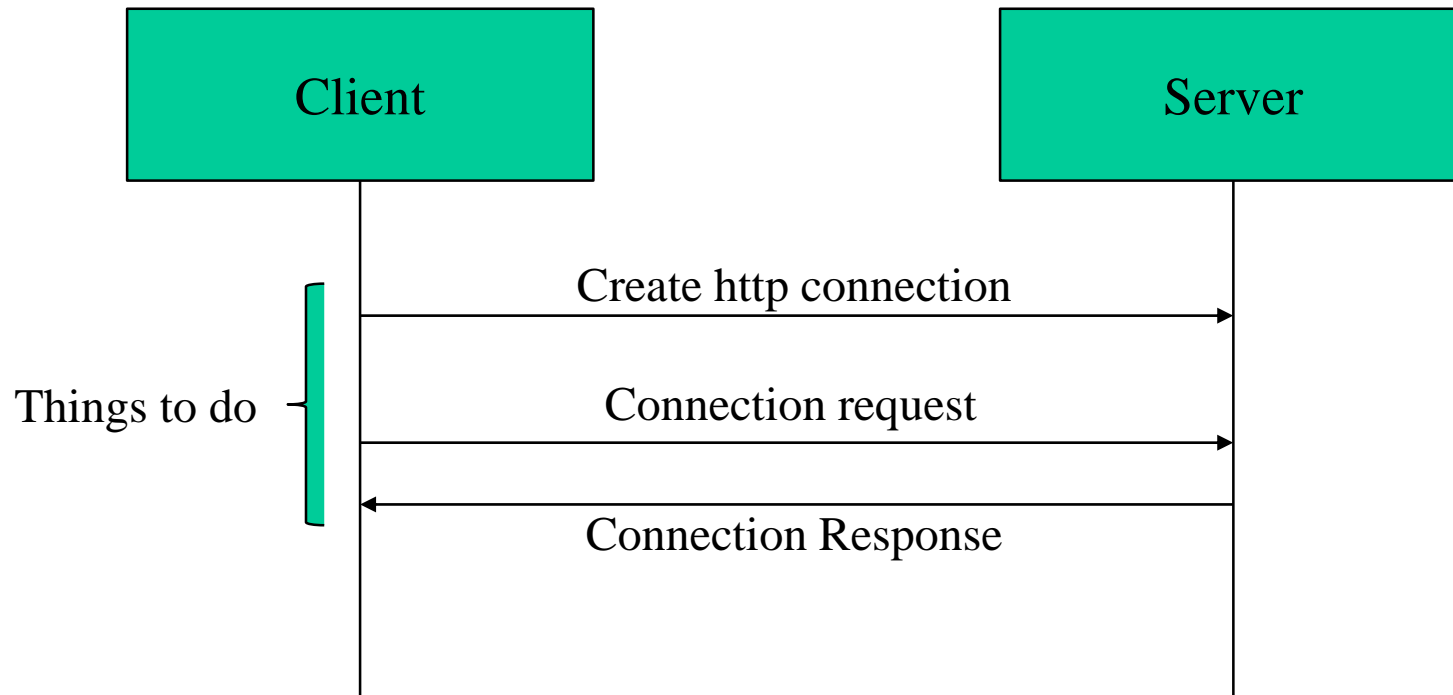 Client
Server
Create http connection
Things to do
Connection request
Connection Response